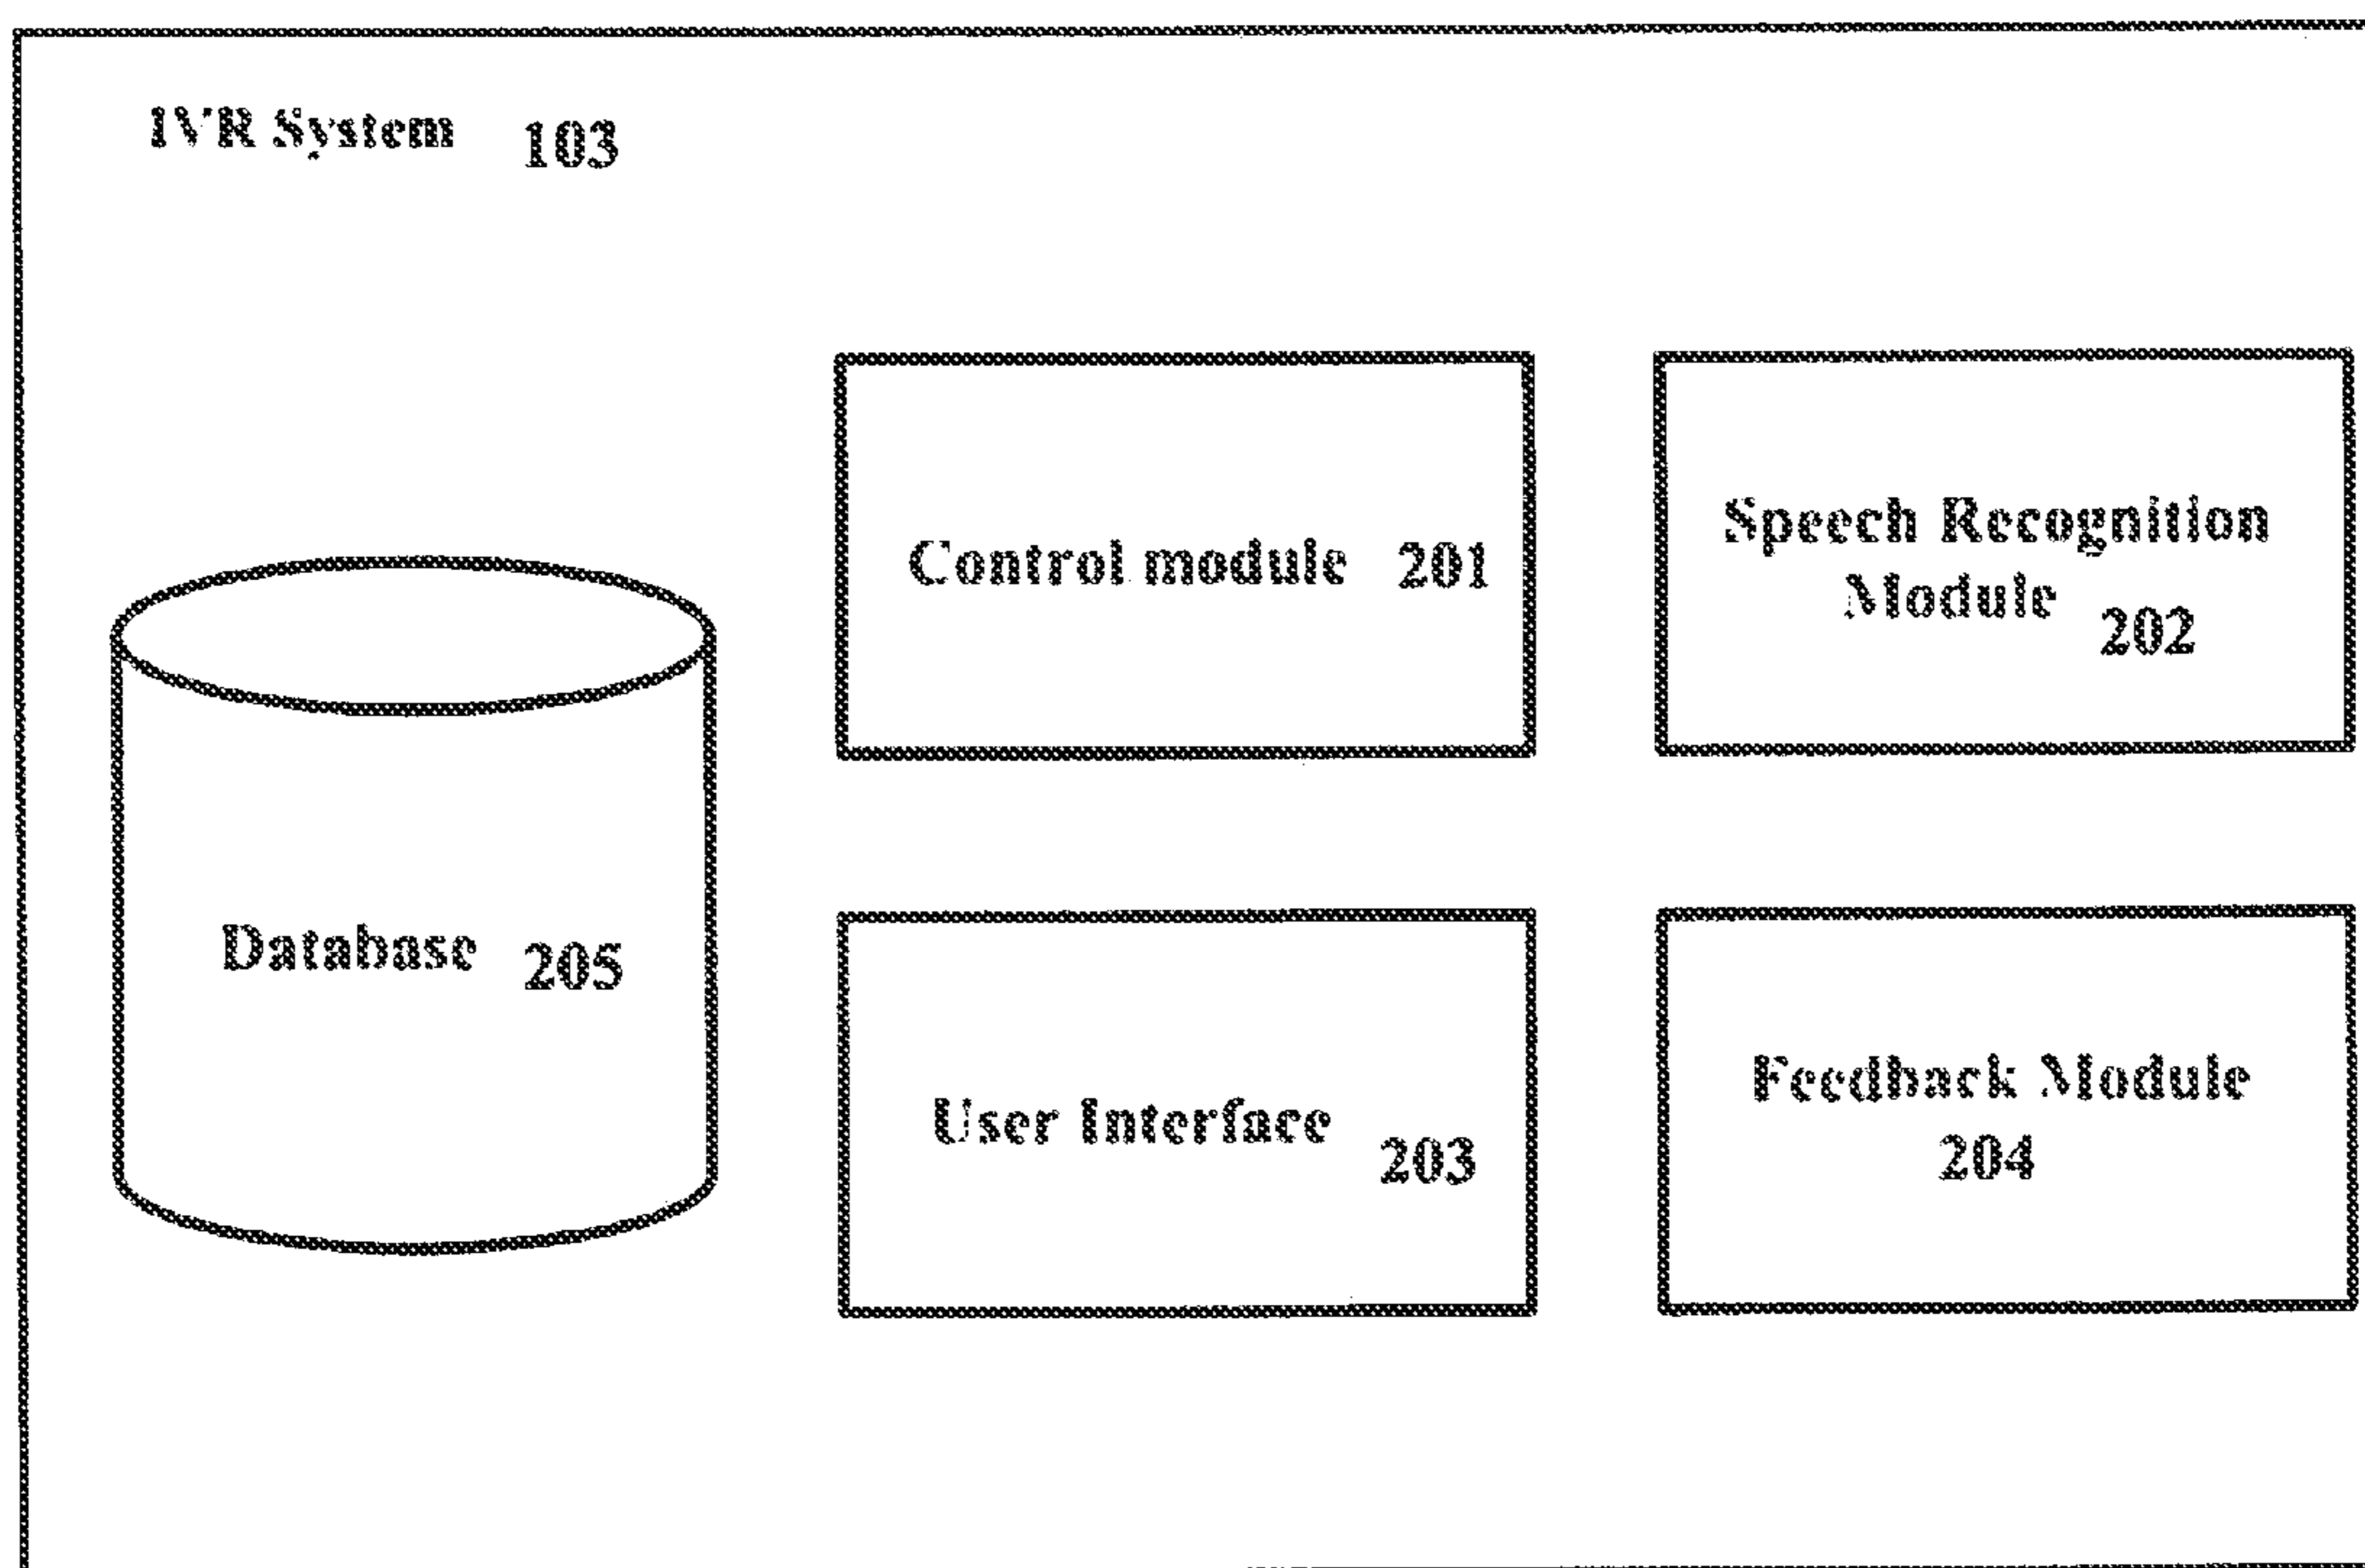 IVR System 103
Control module 201
Speech Recognition
Module 202
Database 205
User Interface 203
Feedback Module
204